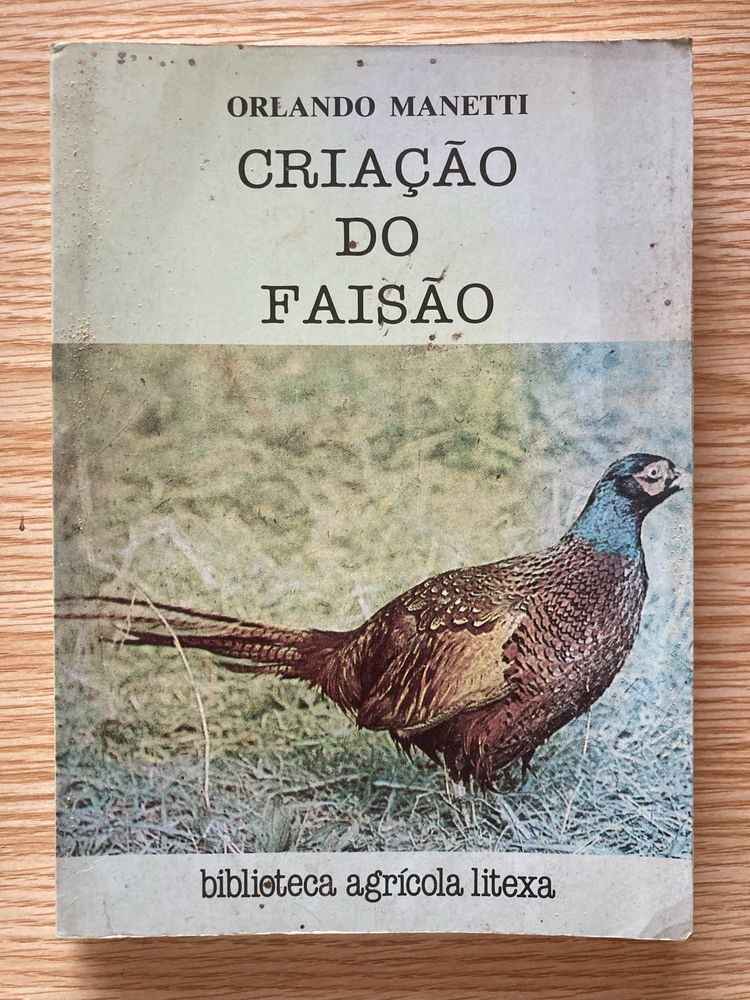 ORLANDO MANETTI
CRIAÇÃO
DO
FAISÃO
biblioteca agrícola litexa